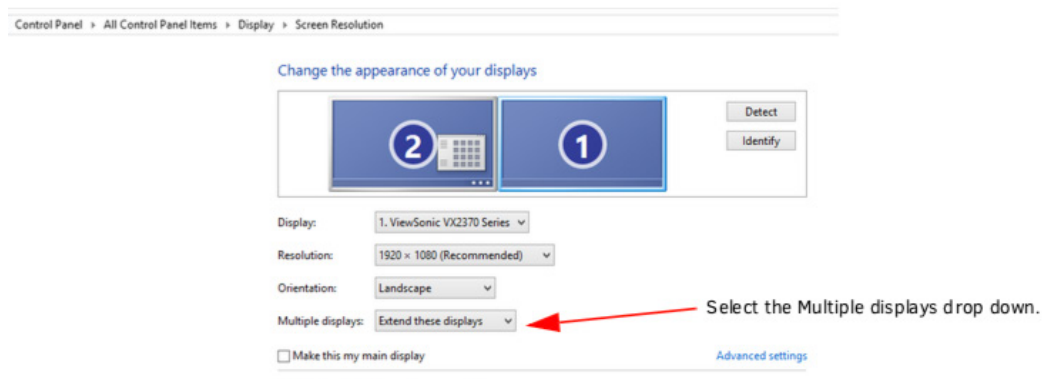 Control Panel ▸ All Control Panel Items ▸ Display ▸ Screen Resolution
Change the appearance of your displays
2
1
Detect
Identify
Display: 1. ViewSonic VX2370 Series
Resolution: 1920 × 1080 (Recommended)
Orientation: Landscape
Multiple displays: Extend these displays
Select the Multiple displays drop down.
Make this my main display
Advanced settings